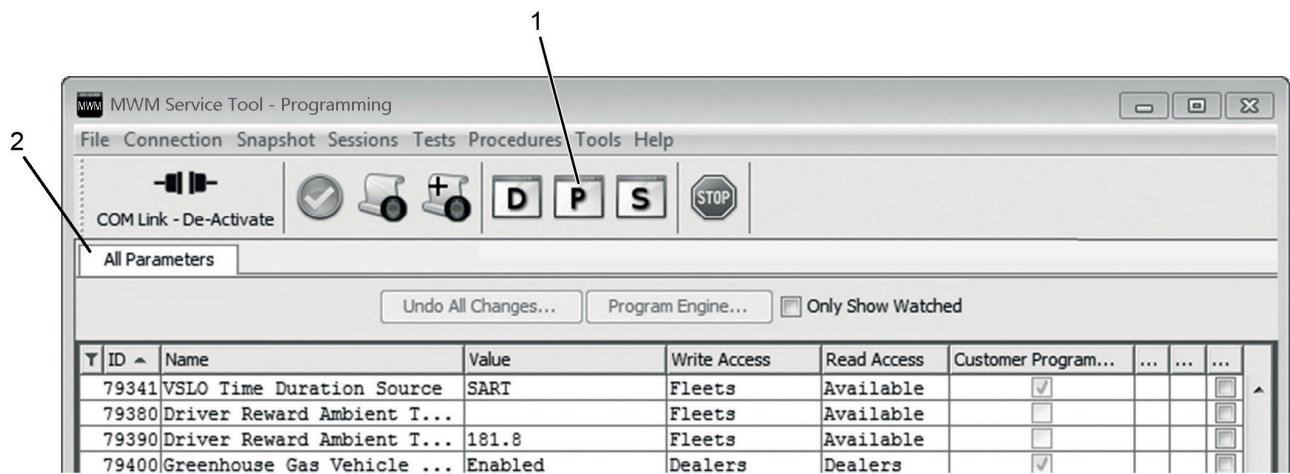 1
2
MWM MWM Service Tool - Programming
File Connection Snapshot Sessions Tests Procedures Tools Help
COM Link - De-Activate D P S STOP
All Parameters
Undo All Changes... Program Engine... Only Show Watched
ID Name Value Write Access Read Access Customer Program... ... ... ...
79341 VSLO Time Duration Source SART Fleets Available
79380 Driver Reward Ambient T... Fleets Available
79390 Driver Reward Ambient T... 181.8 Fleets Available
79400 Greenhouse Gas Vehicle ... Enabled Dealers Dealers